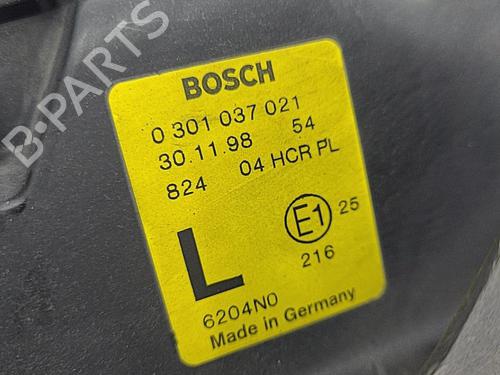 BOSCH
0 301 037 021
30.11.98 54
824 04 HCR PL
L
E1 25
216
6204N0
Made in Germany
B-PARTS